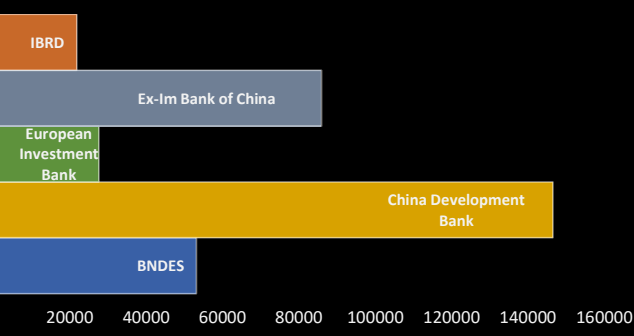 IBRD
Ex-Im Bank of China
European
Investment
Bank
China Development
Bank
BNDES
20000 40000 60000 80000 100000 120000 140000 160000